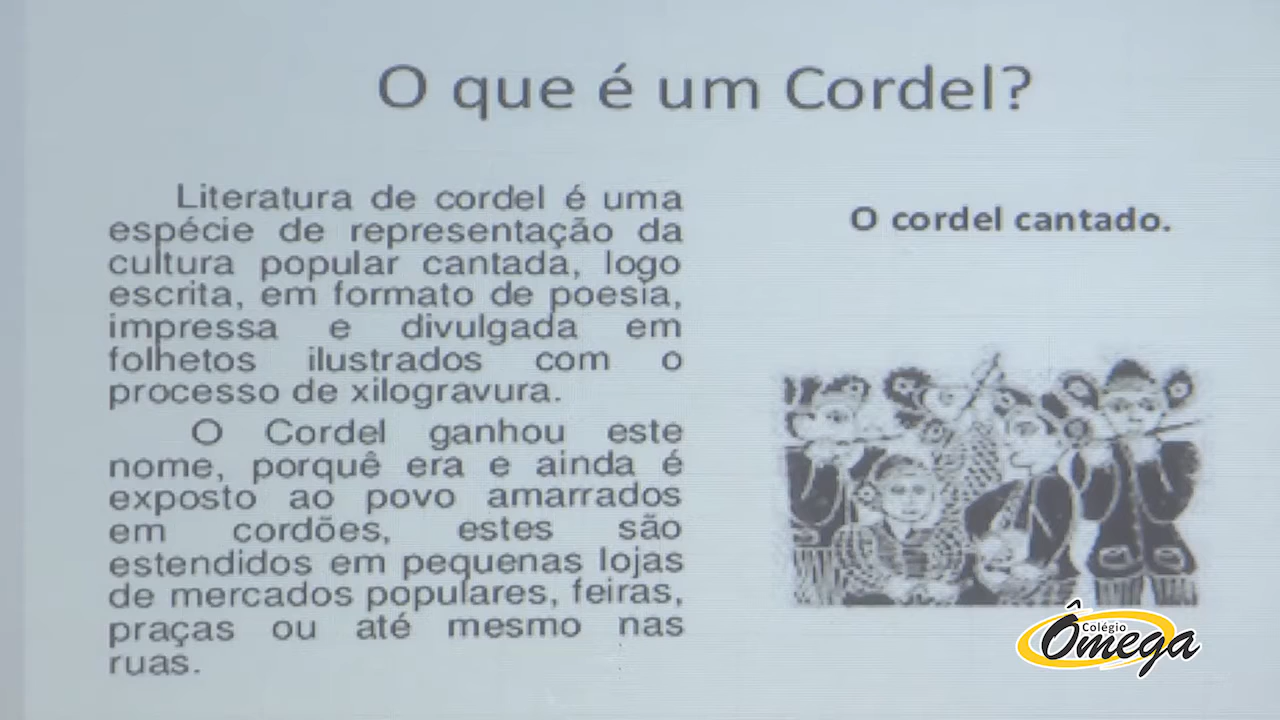 O que é um Cordel?
Literatura de cordel é uma
espécie de representação da
cultura popular cantada, logo
escrita, em formato de poesia,
impressa e divulgada em
folhetos ilustrados com o
processo de xilogravura.
O Cordel ganhou este
nome, porquê era e ainda é
exposto ao povo amarrados
em cordões, estes são
estendidos em pequenas lojas
de mercados populares, feiras,
praças ou até mesmo nas
ruas.
O cordel cantado.
Colégio
Ômega